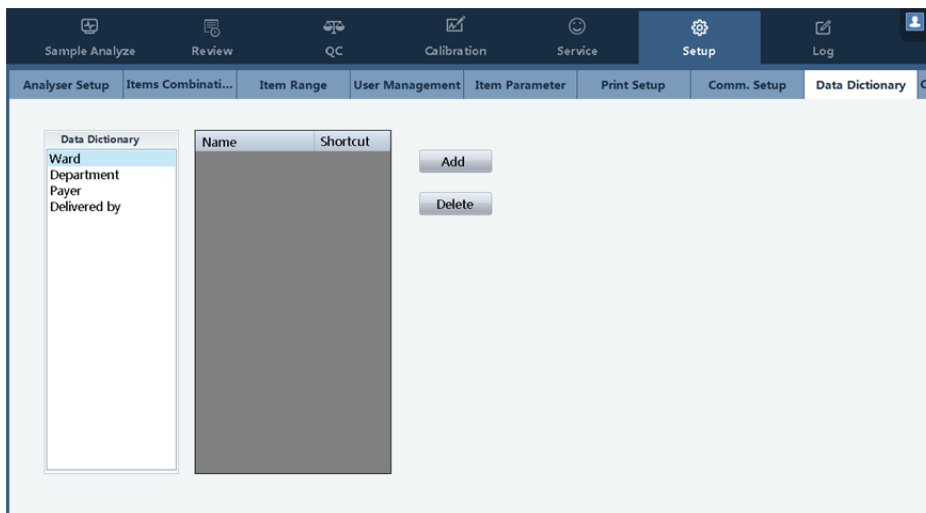 Sample Analyze Review QC Calibration Service Setup Log
Analyser Setup Items Combinati... Item Range User Management Item Parameter Print Setup Comm. Setup Data Dictionary
Data Dictionary Name Shortcut
Ward
Department
Payer
Delivered by
Add
Delete